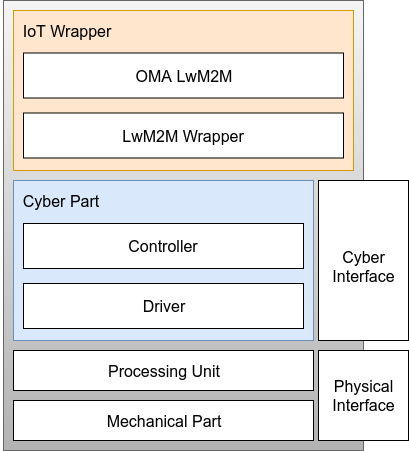 IoT Wrapper
OMA LwM2M
LwM2M Wrapper
Cyber Part
Controller
Driver
Cyber
Interface
Processing Unit
Mechanical Part
Physical
Interface